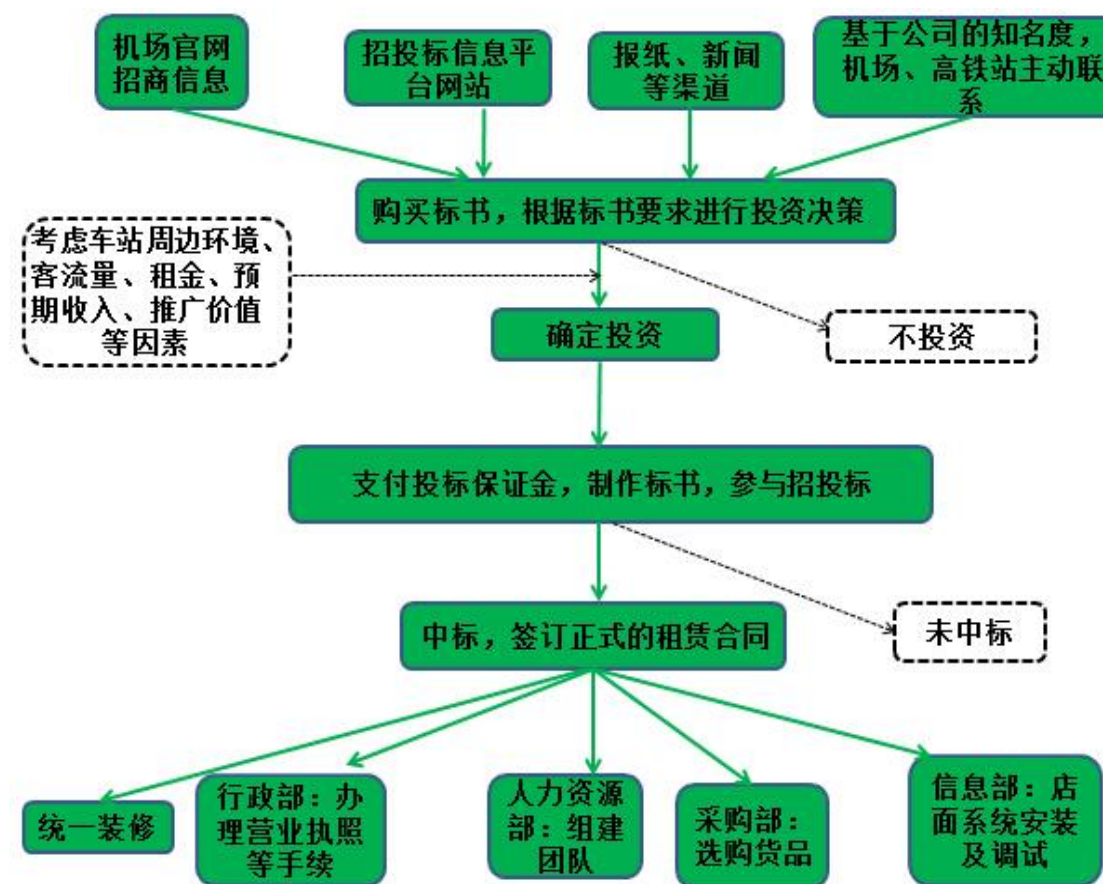 机场官网
招商信息
招投标信息平
台网站
报纸、新闻
等渠道
基于公司的知名度，
机场、高铁站主动联
系
购买标书，根据标书要求进行投资决策
考虑车站周边环境、
客流量、租金、预
期收入、推广价值
等因素
确定投资
不投资
支付投标保证金，制作标书，参与招投标
中标，签订正式的租赁合同
未中标
统一装修
行政部：办
理营业执照
等手续
人力资源
部：组建
团队
采购部：
选购货品
信息部：店
面系统安装
及调试